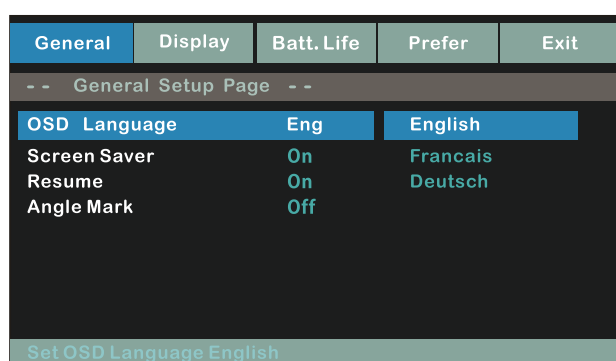 General Display Batt. Life Prefer Exit
-- General Setup Page --
OSD Language Eng English
Screen Saver On Francais
Resume On Deutsch
Angle Mark Off
Set OSD Language English